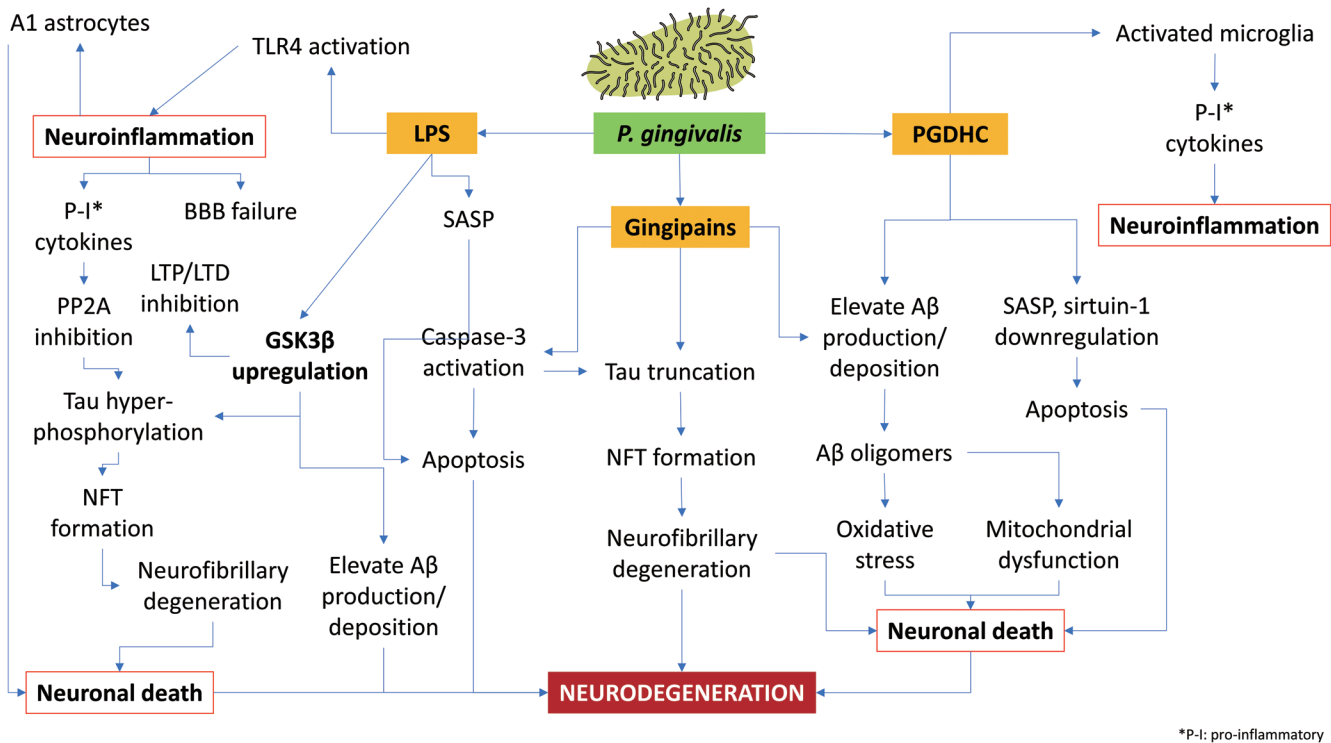 A1 astrocytes
TLR4 activation
Activated microglia
Neuroinflammation
LPS
P. gingivalis
PGDHC
P-I*
cytokines
Neuroinflammation
P-I*
cytokines
BBB failure
SASP
Gingipains
LTP/LTD
inhibition
PP2A
inhibition
GSK3β
upregulation
Caspase-3
activation
Tau truncation
Elevate Aβ
production/
deposition
SASP, sirtuin-1
downregulation
Tau hyper-
phosphorylation
Apoptosis
Apoptosis
NFT formation
Aβ oligomers
NFT
formation
Neurofibrillary
degeneration
Elevate Aβ
production/
deposition
Neurofibrillary
degeneration
Oxidative
stress
Mitochondrial
dysfunction
Neuronal death
Neuronal death
NEURODEGENERATION
*P-I: pro-inflammatory